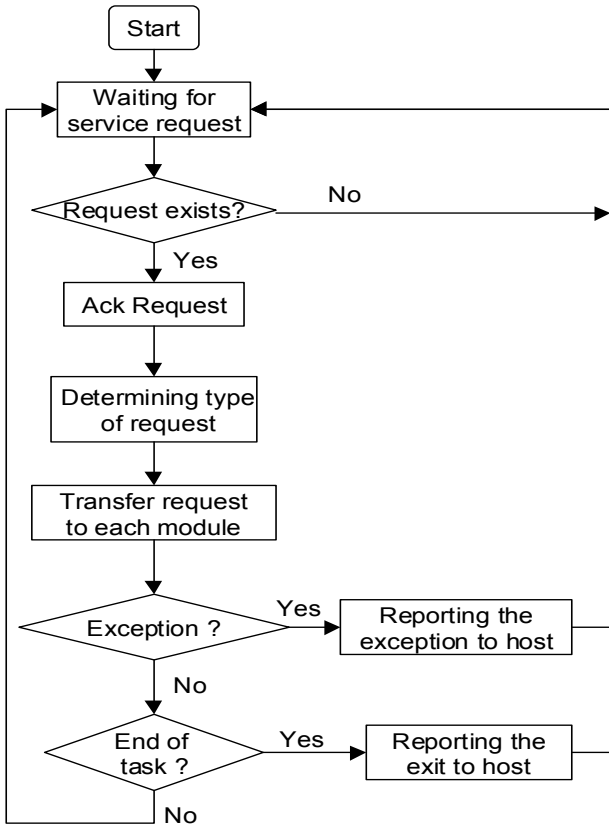 Start
Waiting for
service request
Request exists?
No
Yes
Ack Request
Determining type
of request
Transfer request
to each module
Exception ?
Yes
Reporting the
exception to host
No
End of
task ?
Yes
Reporting the
exit to host
No